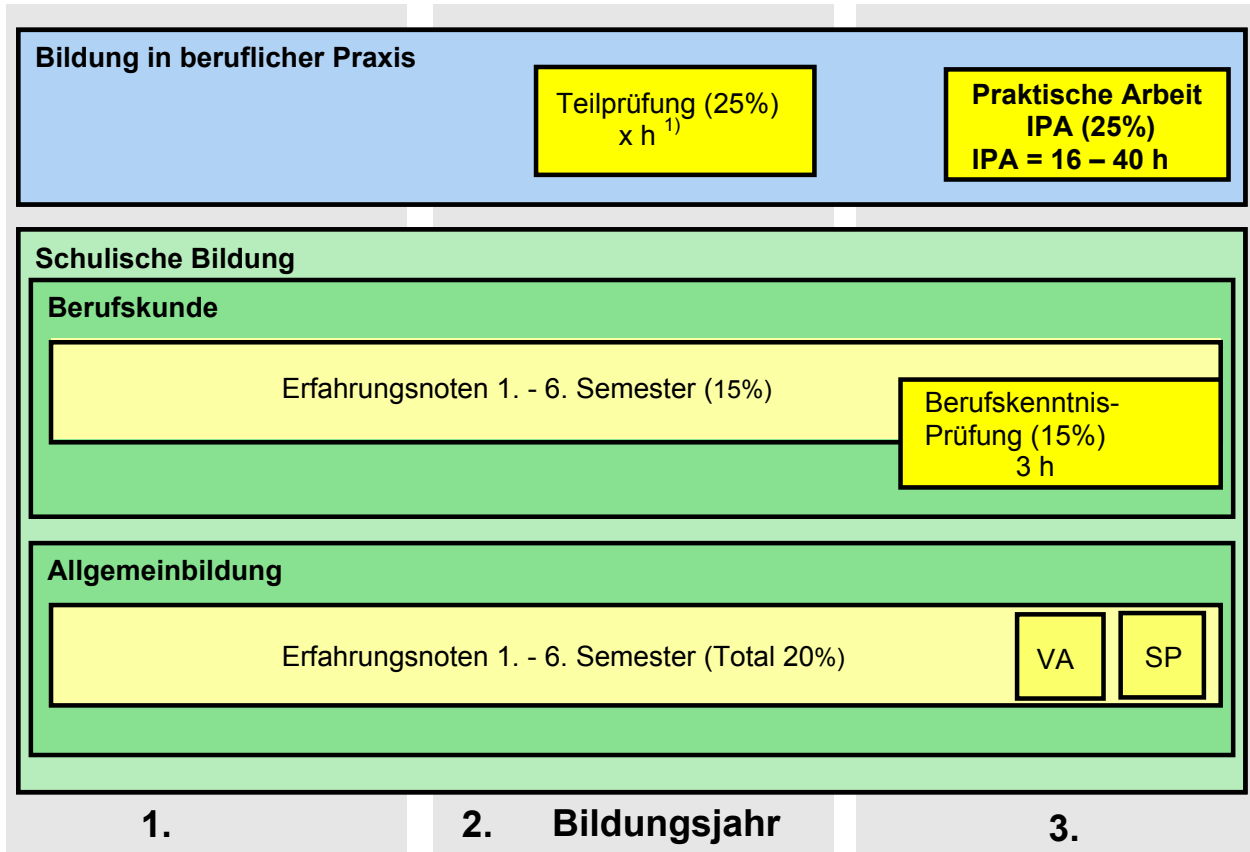 Bildung in beruflicher Praxis
Teilprüfung (25%)
x h 1)
Praktische Arbeit
IPA (25%)
IPA = 16 – 40 h
Schulische Bildung
Berufskunde
Erfahrungsnoten 1. - 6. Semester (15%)
Berufskenntnis-
Prüfung (15%)
3 h
Allgemeinbildung
Erfahrungsnoten 1. - 6. Semester (Total 20%)
VA
SP
1. 2. Bildungsjahr 3.